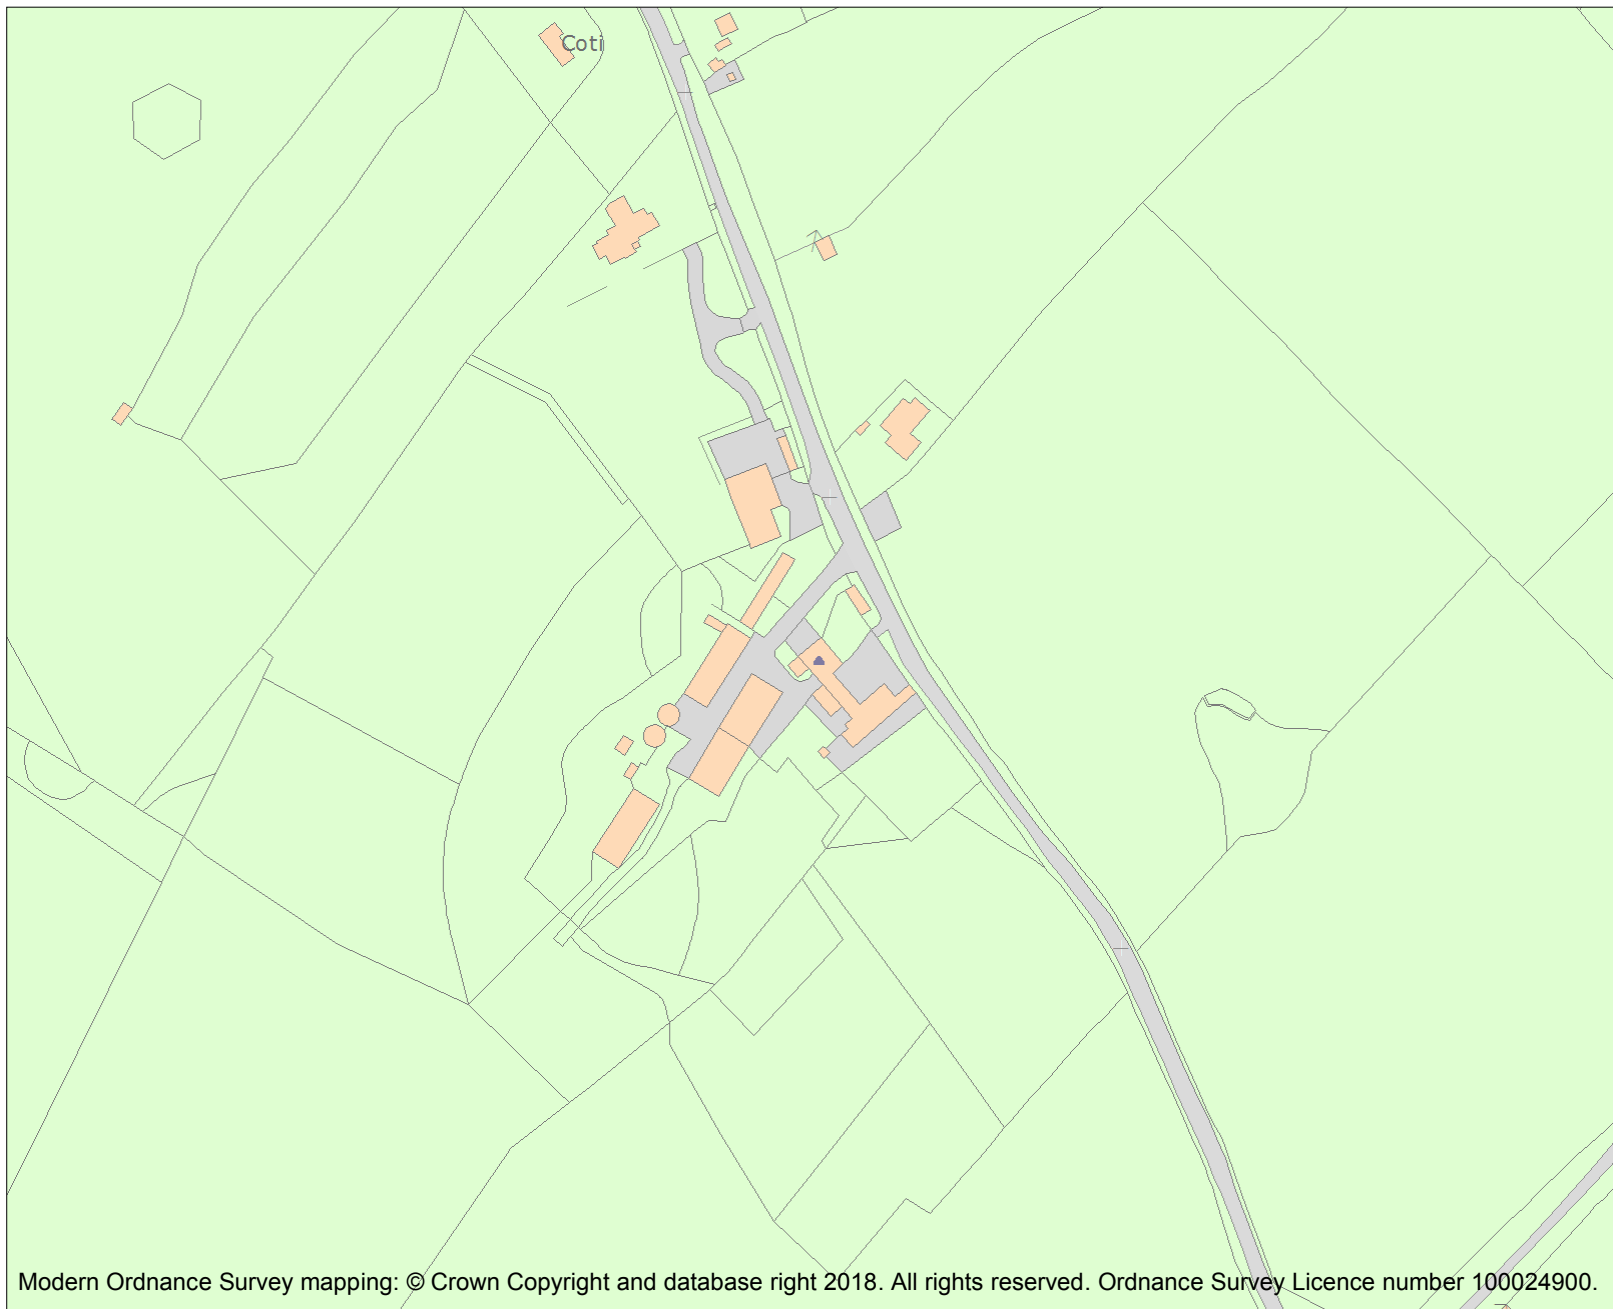 Coti
Modern Ordnance Survey mapping: © Crown Copyright and database right 2018. All rights reserved. Ordnance Survey Licence number 100024900.